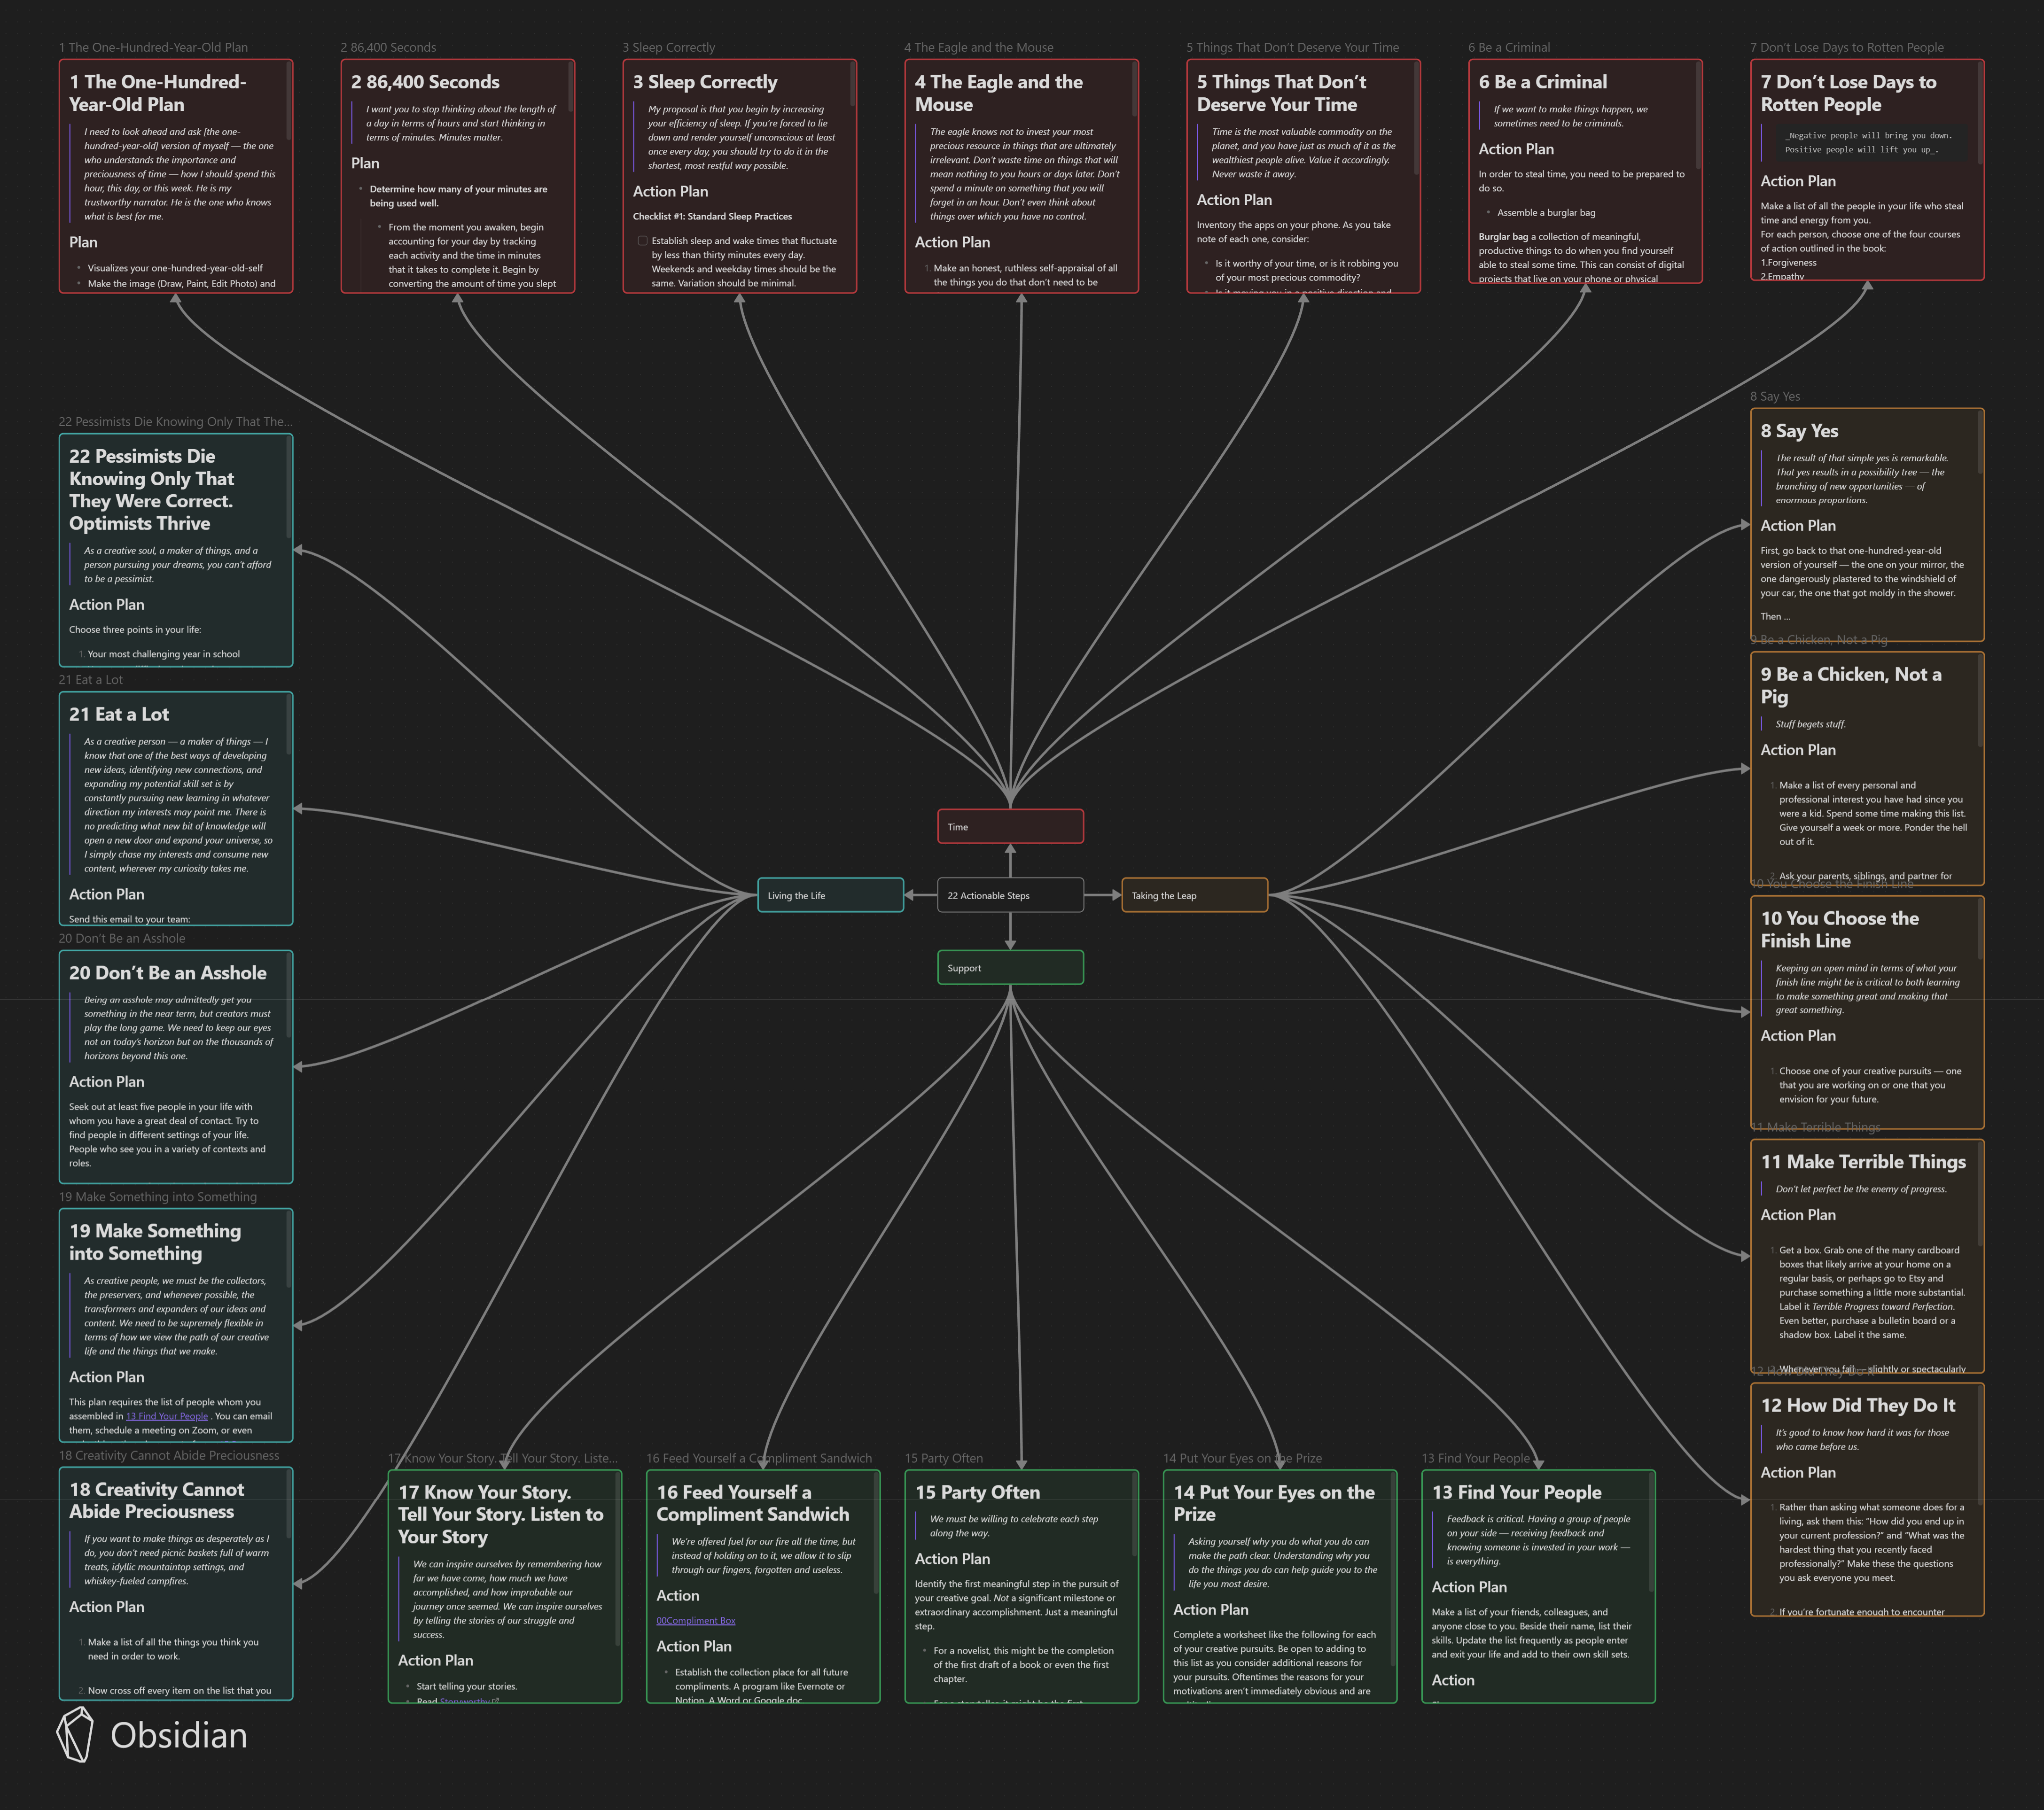 1 The One-Hundred-Year-Old Plan
1 The One-Hundred-
Year-Old Plan
I need to look ahead and ask [the one-
hundred-year-old] version of myself — the one
who understands the importance and
preciousness of time — how I should spend this
hour, this day, or this week. He is my
trustworthy narrator. He is the one who knows
what is best for me.
Plan
• Visualizes your one-hundred-year-old-self
• Make the image (Draw, Paint, Edit Photo) and
2 86,400 Seconds
2 86,400 Seconds
I want you to stop thinking about the length of
a day in terms of hours and start thinking in
terms of minutes. Minutes matter.
Plan
• Determine how many of your minutes are
being used well.
• From the moment you awaken, begin
accounting for your day by tracking
each activity and the time in minutes
that it takes to complete it. Begin by
converting the amount of time you slept
3 Sleep Correctly
3 Sleep Correctly
My proposal is that you begin by increasing
your efficiency of sleep. If you're forced to lie
down and render yourself unconscious at least
once every day, you should try to do it in the
shortest, most restful way possible.
Action Plan
Checklist #1: Standard Sleep Practices
Establish sleep and wake times that fluctuate
by less than thirty minutes every day.
Weekends and weekday times should be the
same. Variation should be minimal.
4 The Eagle and the Mouse
4 The Eagle and the
Mouse
The eagle knows not to invest your most
precious resource in things that are ultimately
irrelevant. Don't waste time on things that will
mean nothing to you hours or days later. Don't
spend a minute on something that you will
forget in an hour. Don't even think about
things over which you have no control.
Action Plan
1. Make an honest, ruthless self-appraisal of all
the things you do that don't need to be
5 Things That Don't Deserve Your Time
5 Things That Don't
Deserve Your Time
Time is the most valuable commodity on the
planet, and you have just as much of it as the
wealthiest people alive. Value it accordingly.
Never waste it away.
Action Plan
Inventory the apps on your phone. As you take
note of each one, consider:
• Is it worthy of your time, or is it robbing you
of your most precious commodity?
• Is it moving you in a positive direction and
6 Be a Criminal
6 Be a Criminal
If we want to make things happen, we
sometimes need to be criminals.
Action Plan
In order to steal time, you need to be prepared to
do so.
• Assemble a burglar bag
Burglar bag a collection of meaningful,
productive things to do when you find yourself
able to steal some time. This can consist of digital
projects that live on your phone or physical
7 Don't Lose Days to Rotten People
7 Don't Lose Days to
Rotten People
_Negative people will bring you down.
Positive people will lift you up_.
Action Plan
Make a list of all the people in your life who steal
time and energy from you.
For each person, choose one of the four courses
of action outlined in the book:
1.Forgiveness
2.Empathy
22 Pessimists Die Knowing Only That The...
22 Pessimists Die
Knowing Only That
They Were Correct.
Optimists Thrive
As a creative soul, a maker of things, and a
person pursuing your dreams, you can't afford
to be a pessimist.
Action Plan
Choose three points in your life:
1. Your most challenging year in school
8 Say Yes
8 Say Yes
The result of that simple yes is remarkable.
That yes results in a possibility tree — the
branching of new opportunities — of
enormous proportions.
Action Plan
First, go back to that one-hundred-year-old
version of yourself — the one on your mirror, the
one dangerously plastered to the windshield of
your car, the one that got moldy in the shower.
Then ...
21 Eat a Lot
21 Eat a Lot
As a creative person — a maker of things — I
know that one of the best ways of developing
new ideas, identifying new connections, and
expanding my potential skill set is by
constantly pursuing new learning in whatever
direction my interests may point me. There is
no predicting what new bit of knowledge will
open a new door and expand your universe, so
I simply chase my interests and consume new
content, wherever my curiosity takes me.
Action Plan
Send this email to your team:
9 Be a Chicken, Not a Pig
9 Be a Chicken, Not a
Pig
Stuff begets stuff.
Action Plan
1. Make a list of every personal and
professional interest you have had since you
were a kid. Spend some time making this list.
Give yourself a week or more. Ponder the hell
out of it.
2. Ask your parents, siblings, and partner for
Time
Living the Life
22 Actionable Steps
Taking the Leap
Support
20 Don't Be an Asshole
20 Don't Be an Asshole
Being an asshole may admittedly get you
something in the near term, but creators must
play the long game. We need to keep our eyes
not on today's horizon but on the thousands of
horizons beyond this one.
Action Plan
Seek out at least five people in your life with
whom you have a great deal of contact. Try to
find people in different settings of your life.
People who see you in a variety of contexts and
roles.
10 You Choose the Finish Line
10 You Choose the
Finish Line
Keeping an open mind in terms of what your
finish line might be is critical to both learning
to make something great and making that
great something.
Action Plan
1. Choose one of your creative pursuits — one
that you are working on or one that you
envision for your future.
19 Make Something into Something
19 Make Something
into Something
As creative people, we must be the collectors,
the preservers, and whenever possible, the
transformers and expanders of our ideas and
content. We need to be supremely flexible in
terms of how we view the path of our creative
life and the things that we make.
Action Plan
This plan requires the list of people whom you
assembled in 13 Find Your People . You can email
them, schedule a meeting on Zoom, or even
11 Make Terrible Things
11 Make Terrible Things
Don't let perfect be the enemy of progress.
Action Plan
1. Get a box. Grab one of the many cardboard
boxes that likely arrive at your home on a
regular basis, or perhaps go to Etsy and
purchase something a little more substantial.
Label it Terrible Progress toward Perfection.
Even better, purchase a bulletin board or a
shadow box. Label it the same.
2. Whenever you fail — slightly or spectacularly
12 How Did They Do It
12 How Did They Do It
It's good to know how hard it was for those
who came before us.
Action Plan
1. Rather than asking what someone does for a
living, ask them this: "How did you end up in
your current profession?" and "What was the
hardest thing that you recently faced
professionally?" Make these the questions
you ask everyone you meet.
2. If you're fortunate enough to encounter
18 Creativity Cannot Abide Preciousness
18 Creativity Cannot
Abide Preciousness
If you want to make things as desperately as I
do, you don't need picnic baskets full of warm
treats, idyllic mountaintop settings, and
whiskey-fueled campfires.
Action Plan
1. Make a list of all the things you think you
need in order to work.
2. Now cross off every item on the list that you
17 Know Your Story. Tell Your Story. Liste...
17 Know Your Story.
Tell Your Story. Listen to
Your Story
We can inspire ourselves by remembering how
far we have come, how much we have
accomplished, and how improbable our
journey once seemed. We can inspire ourselves
by telling the stories of our struggle and
success.
Action Plan
• Start telling your stories.
• Read Storyworthy
16 Feed Yourself a Compliment Sandwich
16 Feed Yourself a
Compliment Sandwich
We're offered fuel for our fire all the time, but
instead of holding on to it, we allow it to slip
through our fingers, forgotten and useless.
Action
00Compliment Box
Action Plan
• Establish the collection place for all future
compliments. A program like Evernote or
Notion. A Word or Google doc.
15 Party Often
15 Party Often
We must be willing to celebrate each step
along the way.
Action Plan
Identify the first meaningful step in the pursuit of
your creative goal. Not a significant milestone or
extraordinary accomplishment. Just a meaningful
step.
• For a novelist, this might be the completion
of the first draft of a book or even the first
chapter.
14 Put Your Eyes on the Prize
14 Put Your Eyes on the
Prize
Asking yourself why you do what you do can
make the path clear. Understanding why you
do the things you do can help guide you to the
life you most desire.
Action Plan
Complete a worksheet like the following for each
of your creative pursuits. Be open to adding to
this list as you consider additional reasons for
your pursuits. Oftentimes the reasons for your
motivations aren't immediately obvious and are
13 Find Your People
13 Find Your People
Feedback is critical. Having a group of people
on your side — receiving feedback and
knowing someone is invested in your work —
is everything.
Action Plan
Make a list of your friends, colleagues, and
anyone close to you. Beside their name, list their
skills. Update the list frequently as people enter
and exit your life and add to their own skill sets.
Action
Obsidian